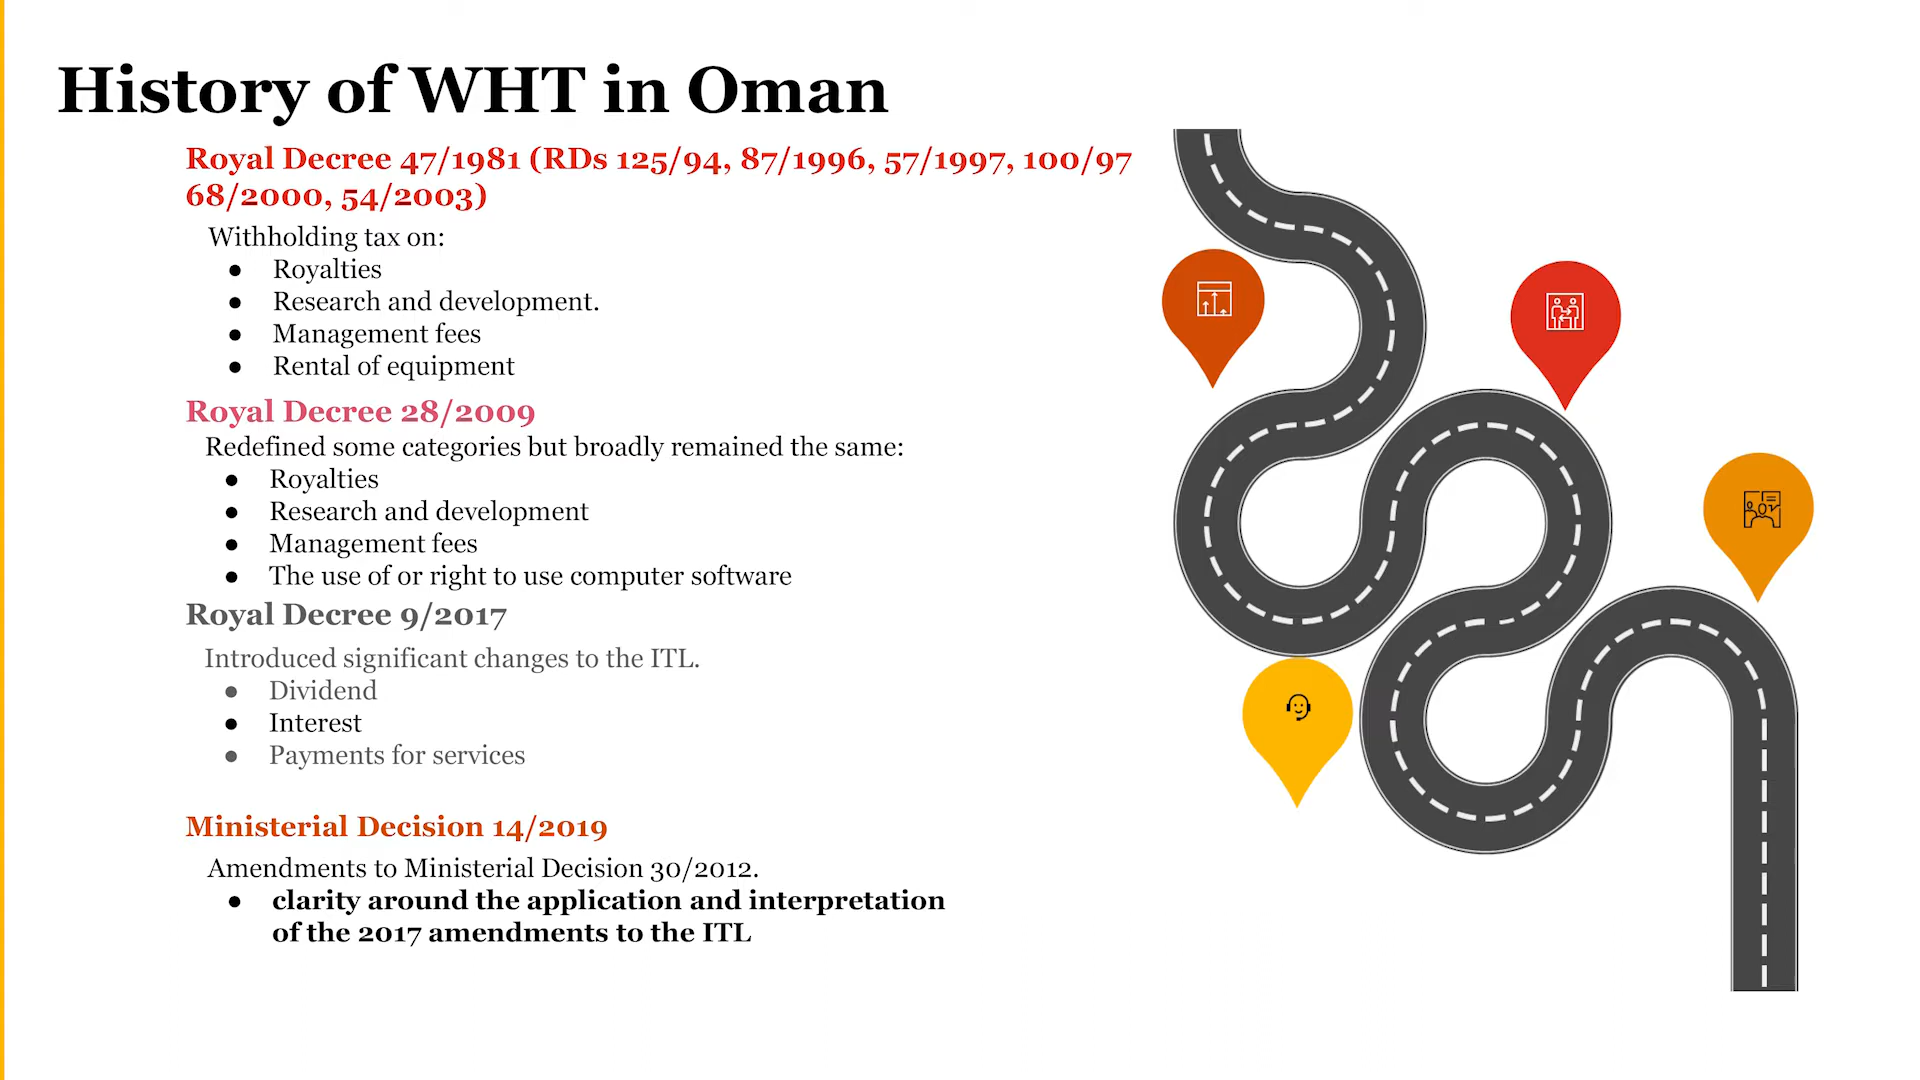 History of WHT in Oman
Royal Decree 47/1981 (RDs 125/94, 87/1996, 57/1997, 100/97
68/2000, 54/2003)
Withholding tax on:
● Royalties
● Research and development.
● Management fees
● Rental of equipment
Royal Decree 28/2009
Redefined some categories but broadly remained the same:
● Royalties
● Research and development
● Management fees
● The use of or right to use computer software
Royal Decree 9/2017
Introduced significant changes to the ITL.
● Dividend
● Interest
● Payments for services
Ministerial Decision 14/2019
Amendments to Ministerial Decision 30/2012.
● clarity around the application and interpretation
of the 2017 amendments to the ITL